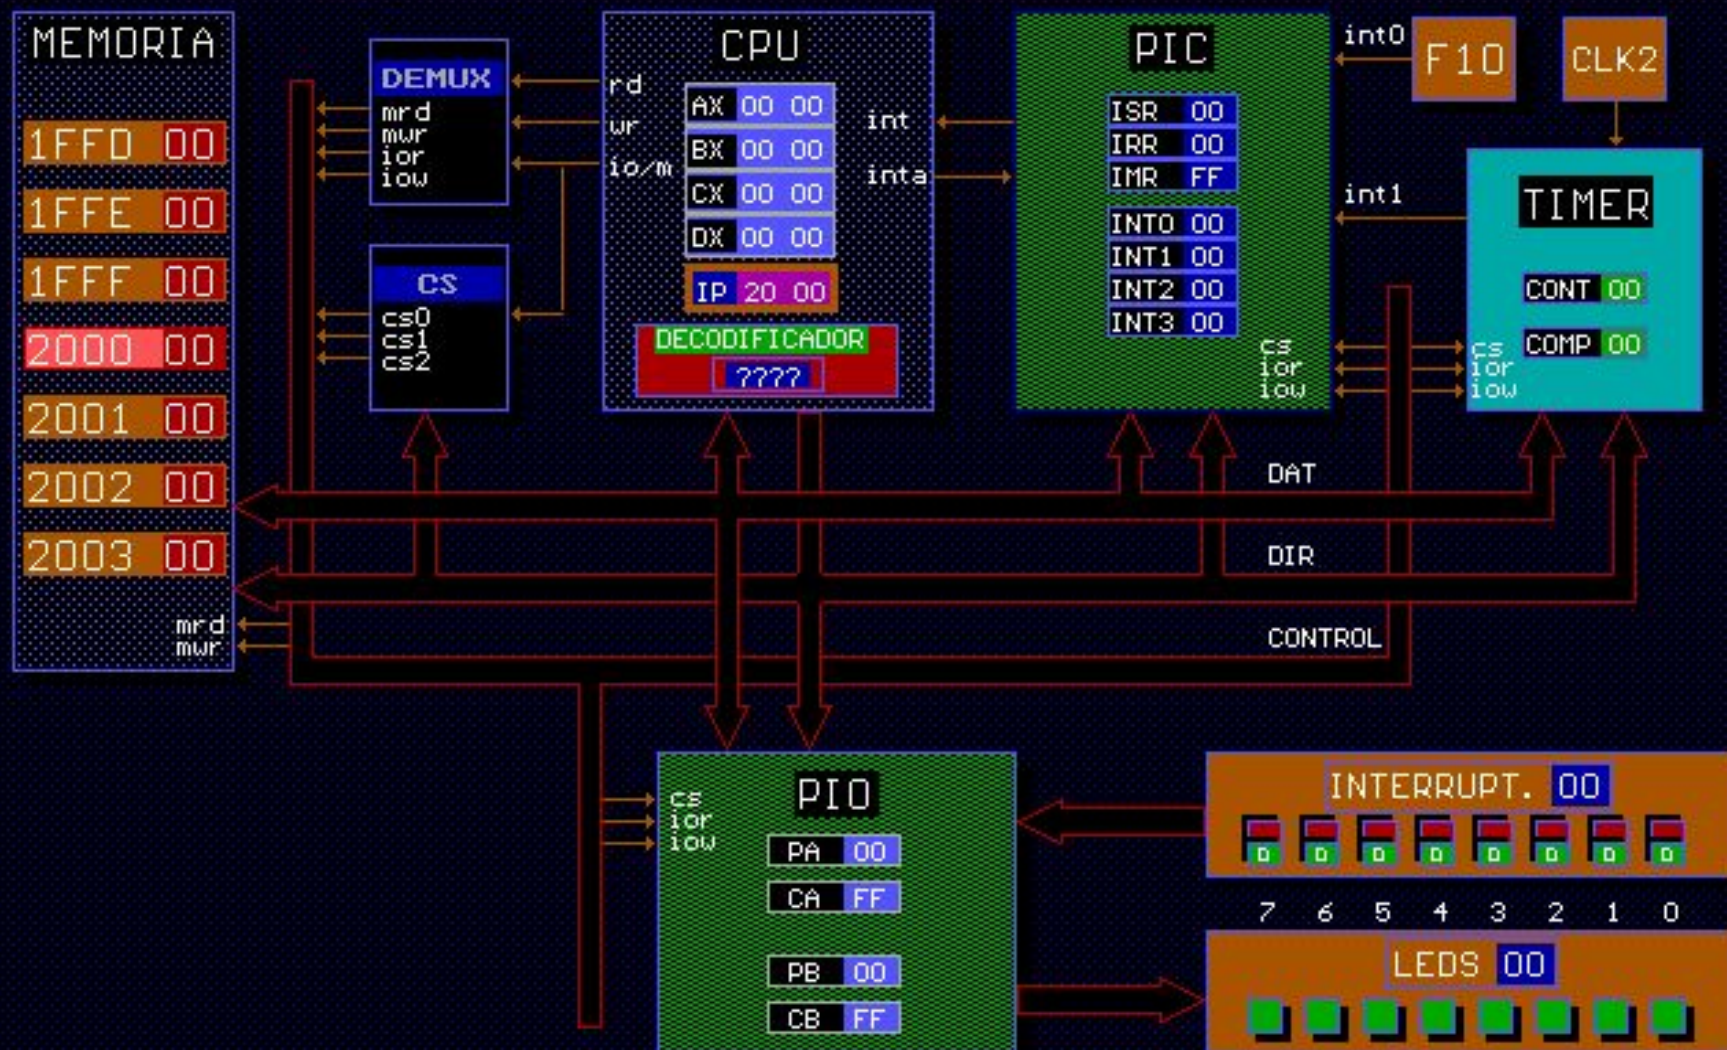 MEMORIA
1FFD 00
1FFE 00
1FFF 00
2000 00
2001 00
2002 00
2003 00
mrd
mwr
DEMUX
mrd
mwr
ior
iow
CS
cs0
cs1
cs2
CPU
rd
wr
io/m
AX 00 00
BX 00 00
CX 00 00
DX 00 00
IP 20 00
DECODIFICADOR
????
int
inta
PIC
ISR 00
IRR 00
IMR FF
INT0 00
INT1 00
INT2 00
INT3 00
cs
ior
iow
int0
F10
CLK2
int1
TIMER
CONT 00
COMP 00
cs
ior
iow
DAT
DIR
CONTROL
PIO
cs
ior
iow
PA 00
CA FF
PB 00
CB FF
INTERRUPT. 00
0 0 0 0 0 0 0 0
7 6 5 4 3 2 1 0
LEDS 00